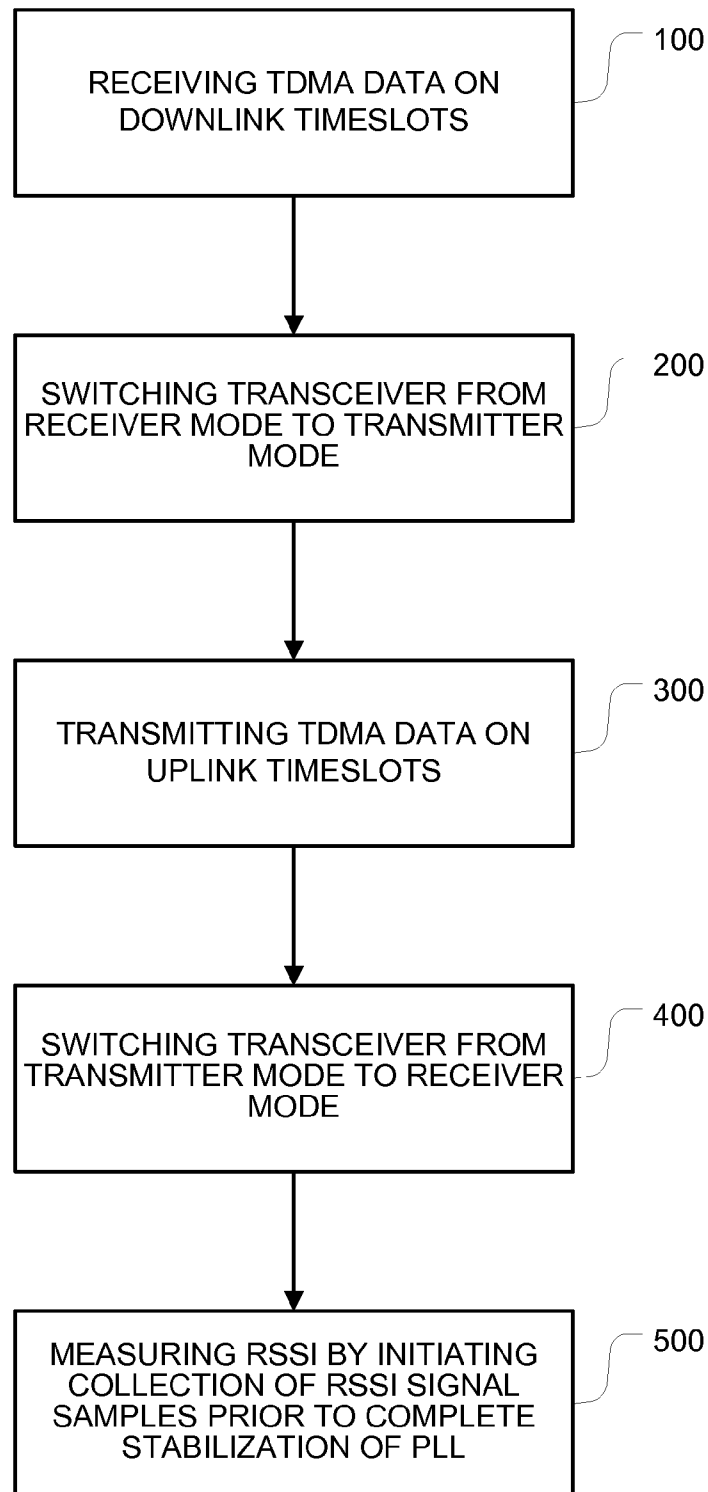 RECEIVING TDMA DATA ON
DOWNLINK TIMESLOTS
100
SWITCHING TRANSCEIVER FROM
RECEIVER MODE TO TRANSMITTER
MODE
200
TRANSMITTING TDMA DATA ON
UPLINK TIMESLOTS
300
SWITCHING TRANSCEIVER FROM
TRANSMITTER MODE TO RECEIVER
MODE
400
MEASURING RSSI BY INITIATING
COLLECTION OF RSSI SIGNAL
SAMPLES PRIOR TO COMPLETE
STABILIZATION OF PLL
500